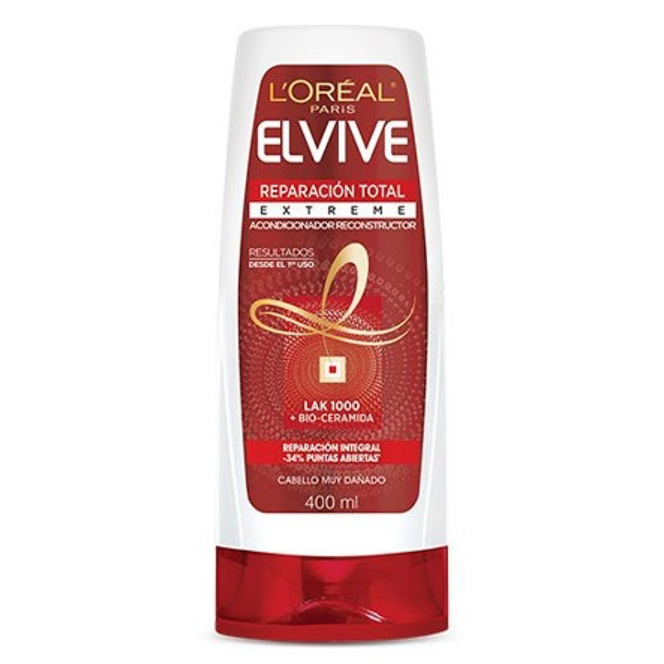 L'ORÉAL®
PARIS
ELVIVE
REPARACIÓN TOTAL
EXTREME
ACONDICIONADOR RECONSTRUCTOR
RESULTADOS
DESDE EL 1ER USO
LAK 1000
+ BIO-CERAMIDA
REPARACIÓN INTEGRAL
-34% PUNTAS ABIERTAS*
CABELLO MUY DAÑADO
400 ml